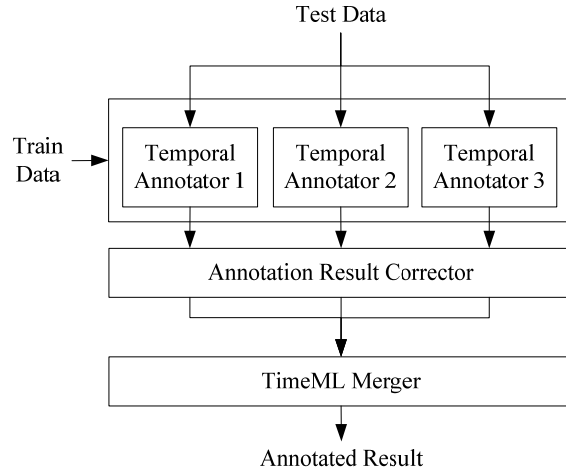 Test Data
Train
Data
Temporal
Annotator 1
Temporal
Annotator 2
Temporal
Annotator 3
Annotation Result Corrector
TimeML Merger
Annotated Result